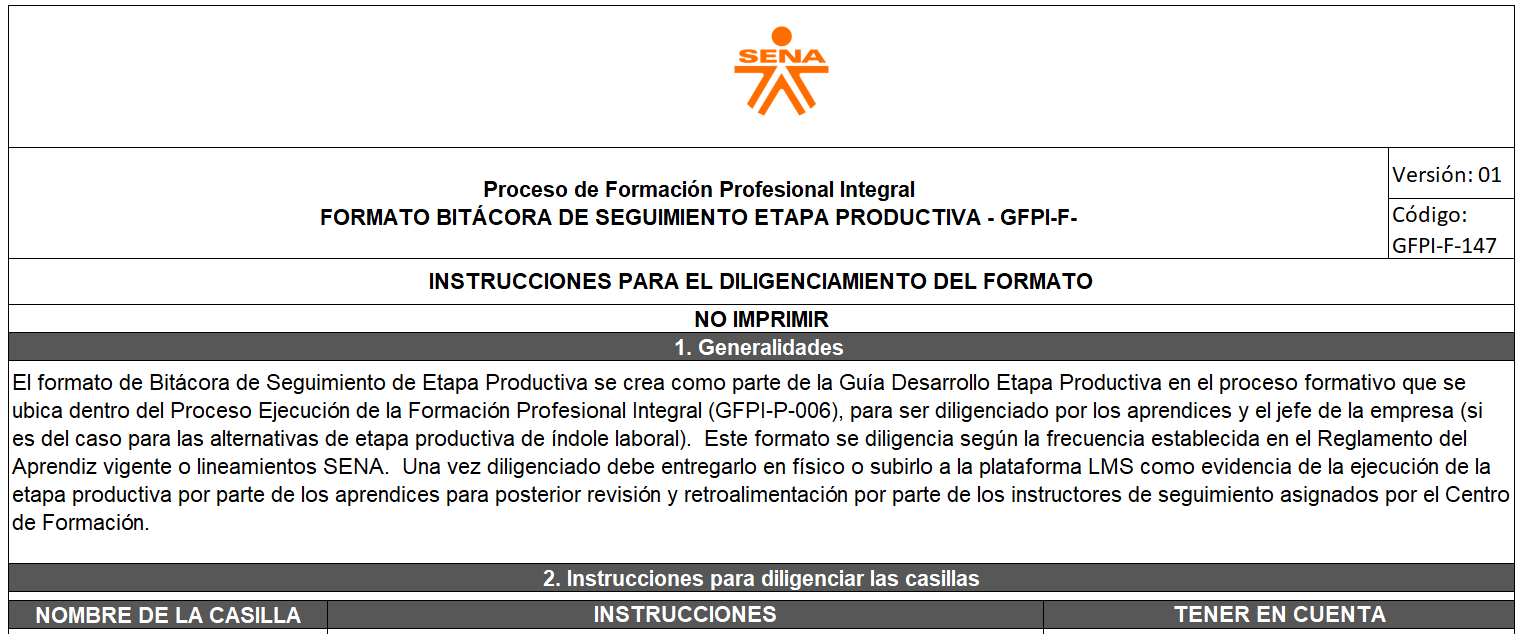 SENA
Proceso de Formación Profesional Integral
FORMATO BITÁCORA DE SEGUIMIENTO ETAPA PRODUCTIVA - GFPI-F-
Versión: 01
Código:
GFPI-F-147
INSTRUCCIONES PARA EL DILIGENCIAMIENTO DEL FORMATO
NO IMPRIMIR
1. Generalidades
El formato de Bitácora de Seguimiento de Etapa Productiva se crea como parte de la Guía Desarrollo Etapa Productiva en el proceso formativo que se
ubica dentro del Proceso Ejecución de la Formación Profesional Integral (GFPI-P-006), para ser diligenciado por los aprendices y el jefe de la empresa (si
es del caso para las alternativas de etapa productiva de índole laboral).  Este formato se diligencia según la frecuencia establecida en el Reglamento del
Aprendiz vigente o lineamientos SENA.  Una vez diligenciado debe entregarlo en físico o subirlo a la plataforma LMS como evidencia de la ejecución de la
etapa productiva por parte de los aprendices para posterior revisión y retroalimentación por parte de los instructores de seguimiento asignados por el Centro
de Formación.
2. Instrucciones para diligenciar las casillas
NOMBRE DE LA CASILLA
INSTRUCCIONES
TENER EN CUENTA